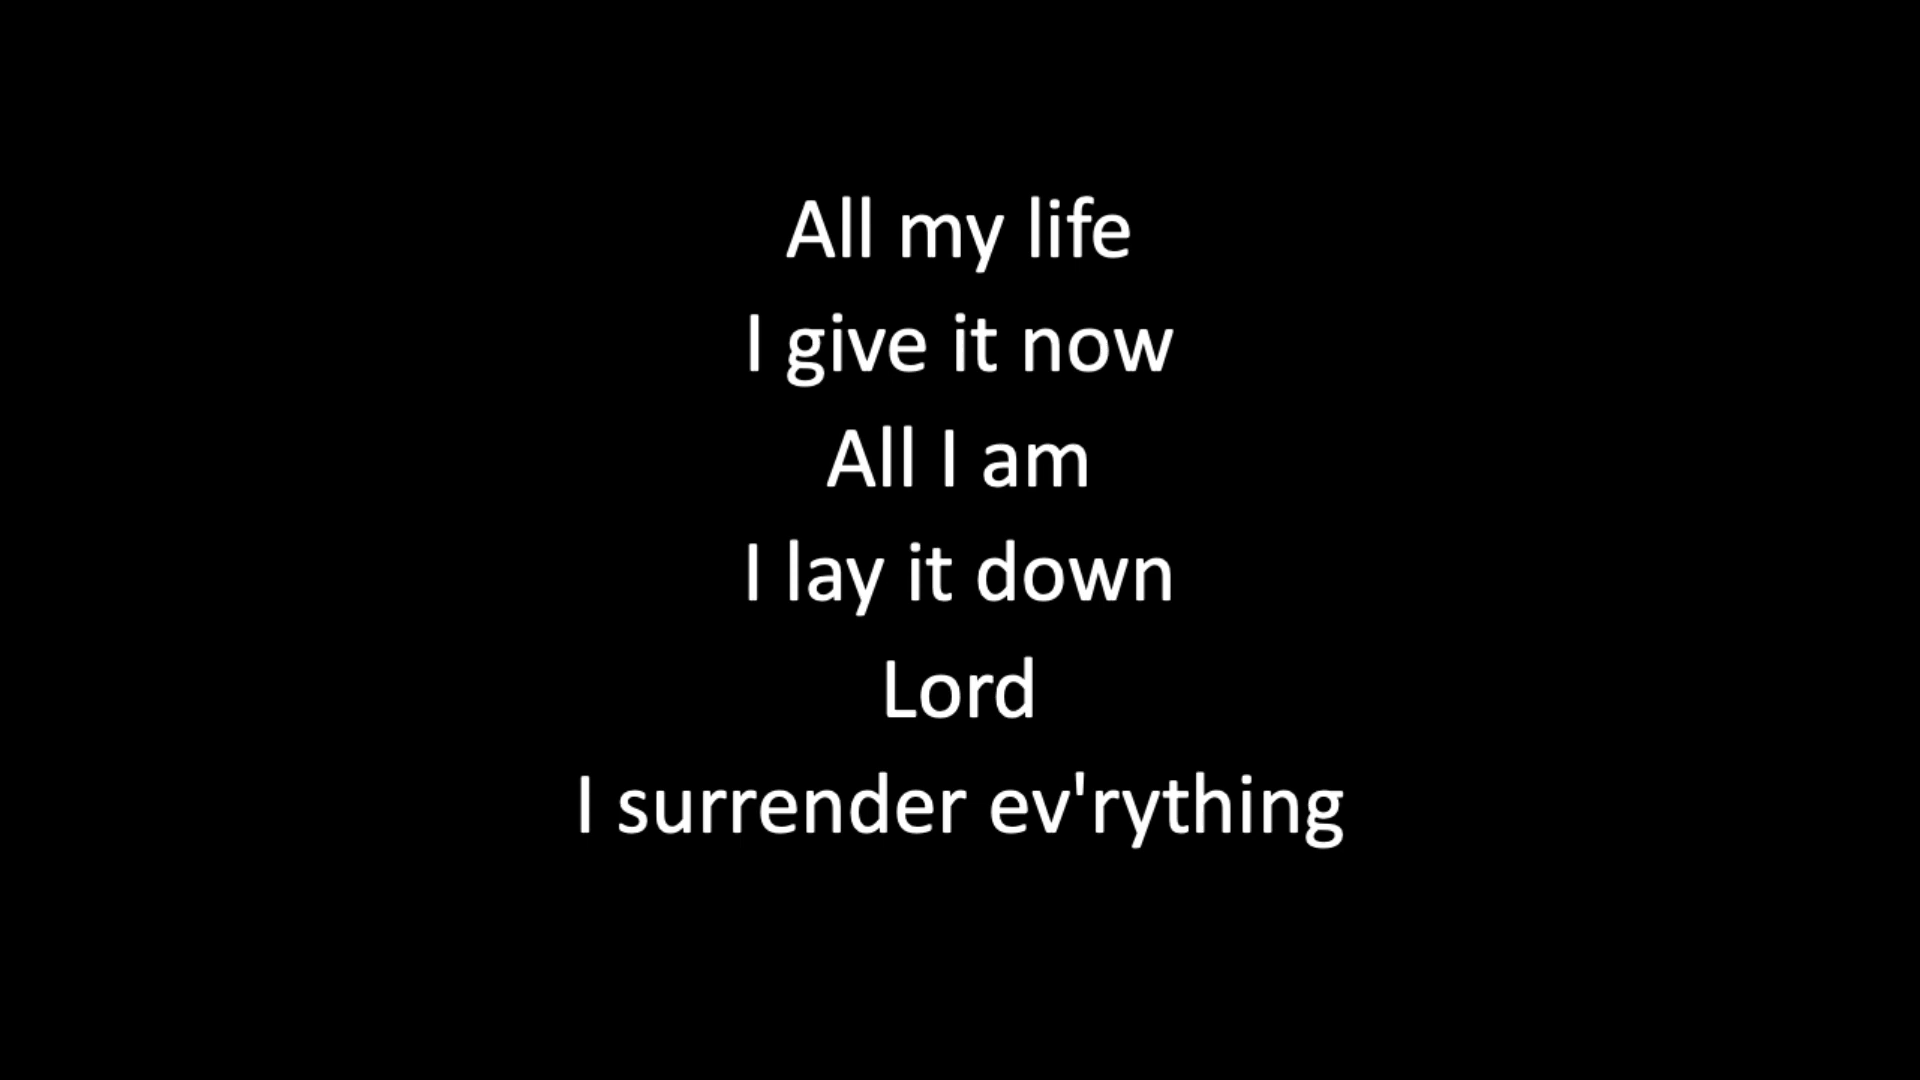 All my life
I give it now
All I am
I lay it down
Lord
I surrender ev'rything